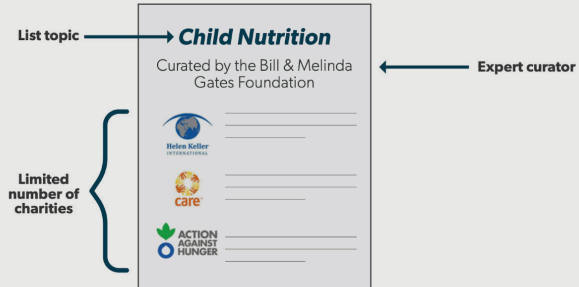 List topic
Child Nutrition
Curated by the Bill & Melinda
Gates Foundation
Expert curator
Limited
number of
charities
Helen Keller
INTERNATIONAL
care
ACTION
AGAINST
HUNGER